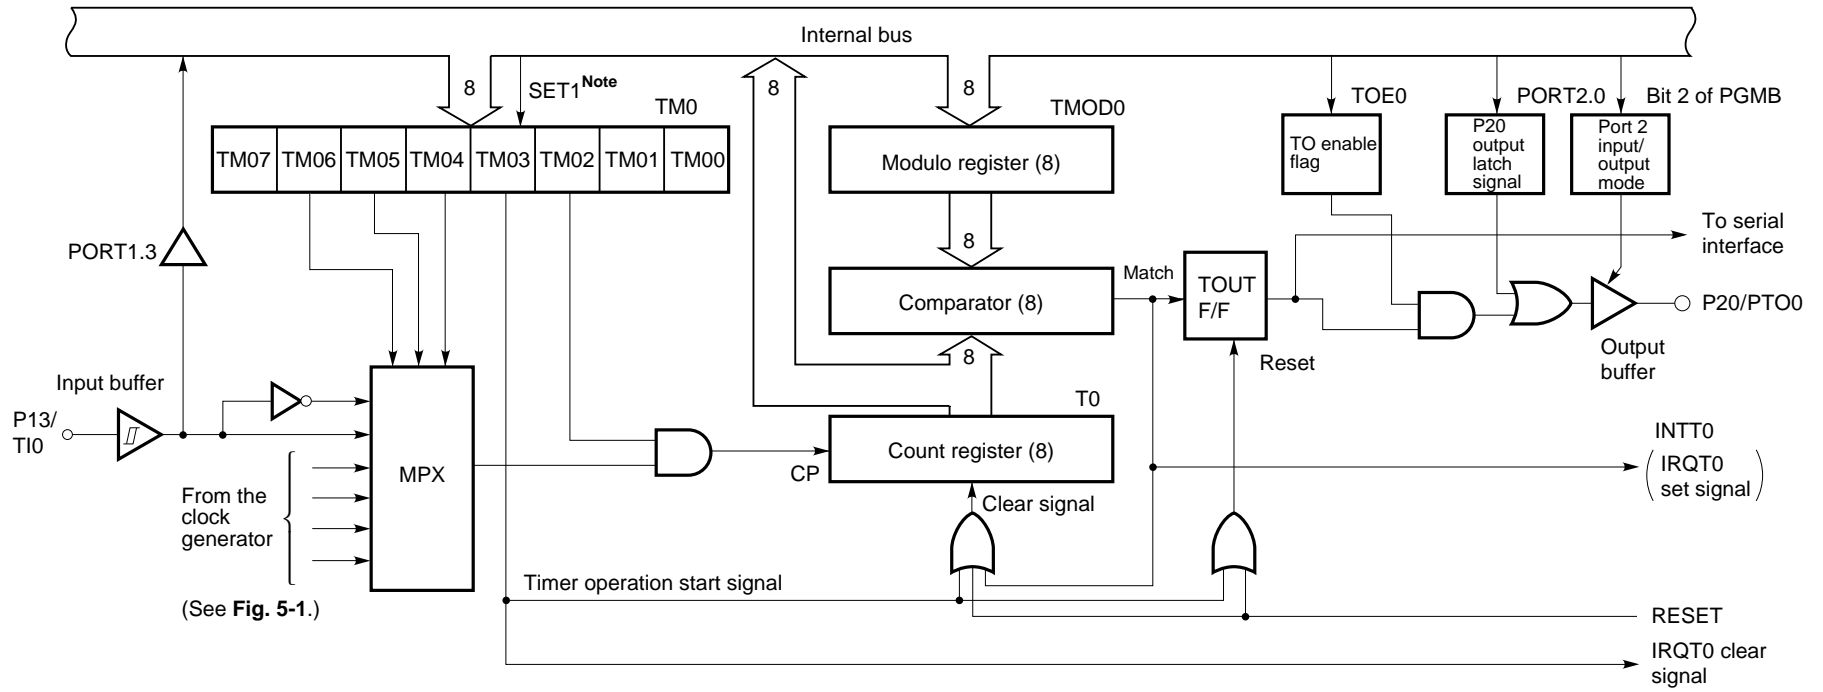 Internal bus
8
SET1Note
8
8
TM0
TMOD0
TOE0
PORT2.0
Bit 2 of PGMB
TM07 TM06 TM05 TM04 TM03 TM02 TM01 TM00
Modulo register (8)
TO enable
flag
P20
output
latch
signal
Port 2
input/
output
mode
PORT1.3
8
To serial
interface
Comparator (8)
Match
TOUT
F/F
P20/PTO0
Output
buffer
8
Reset
Input buffer
P13/
TI0
T0
MPX
CP
Count register (8)
INTT0
IRQT0
set signal
From the
clock
generator
Clear signal
(See Fig. 5-1.)
Timer operation start signal
RESET
IRQT0 clear
signal